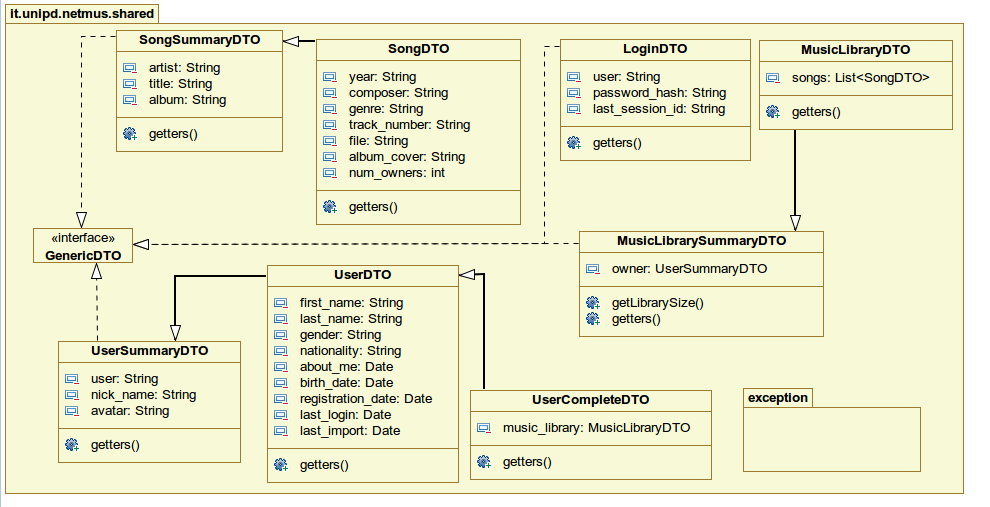 it.unipd.netmus.shared
SongSummaryDTO
artist: String
title: String
album: String
getters()
SongDTO
year: String
composer: String
genre: String
track_number: String
file: String
album_cover: String
num_owners: int
getters()
LoginDTO
user: String
password_hash: String
last_session_id: String
getters()
MusicLibraryDTO
songs: List<SongDTO>
getters()
«interface»
GenericDTO
MusicLibrarySummaryDTO
owner: UserSummaryDTO
getLibrarySize()
getters()
UserDTO
first_name: String
last_name: String
gender: String
nationality: String
about_me: Date
birth_date: Date
registration_date: Date
last_login: Date
last_import: Date
getters()
UserSummaryDTO
user: String
nick_name: String
avatar: String
getters()
UserCompleteDTO
music_library: MusicLibraryDTO
getters()
exception